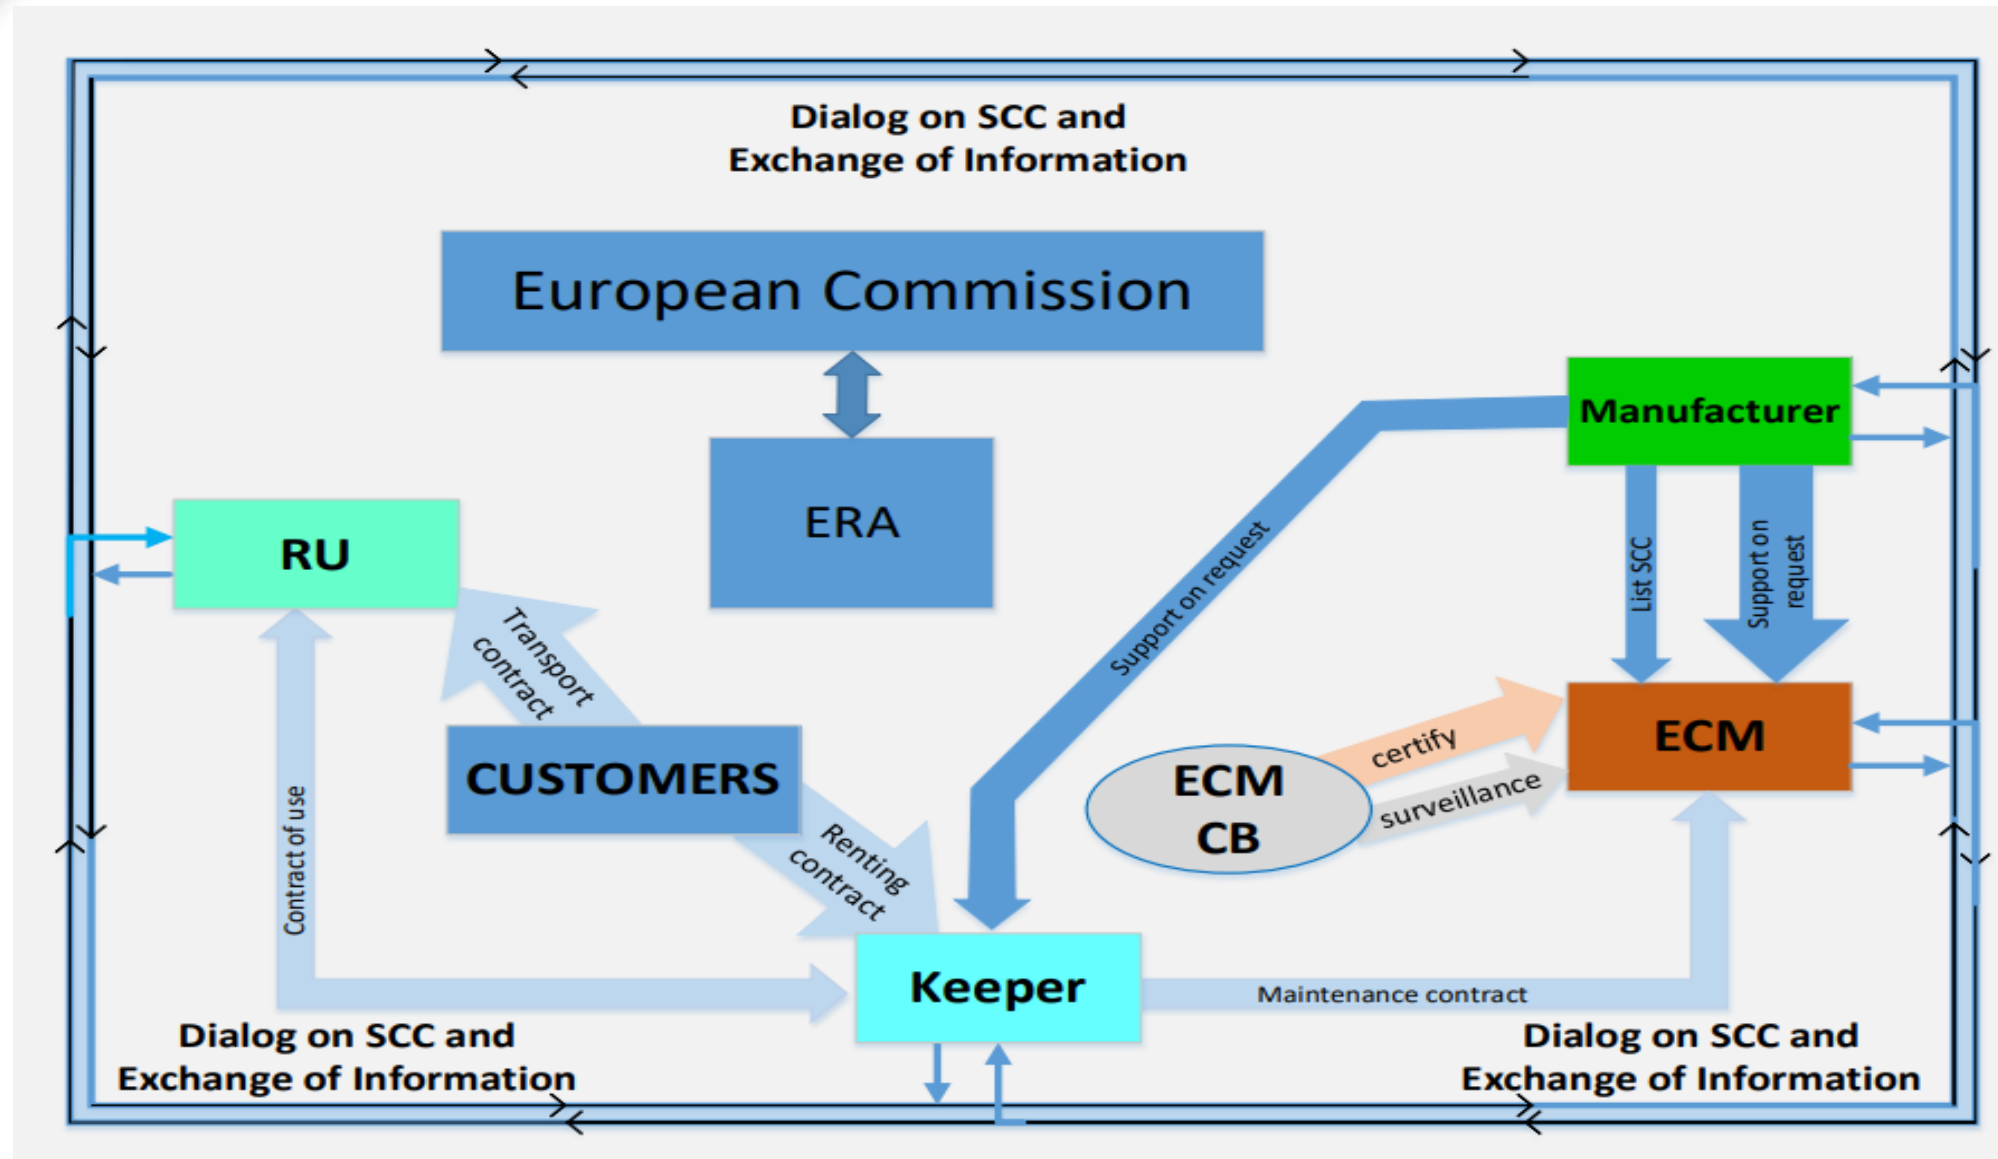 Dialog on SCC and
Exchange of Information
European Commission
Manufacturer
ERA
RU
Support on request
List SCC
Support on
request
Transport
contract
CUSTOMERS
ECM
certify
ECM
CB
surveillance
Contract of use
Renting
contract
Keeper
Maintenance contract
Dialog on SCC and
Exchange of Information
Dialog on SCC and
Exchange of Information